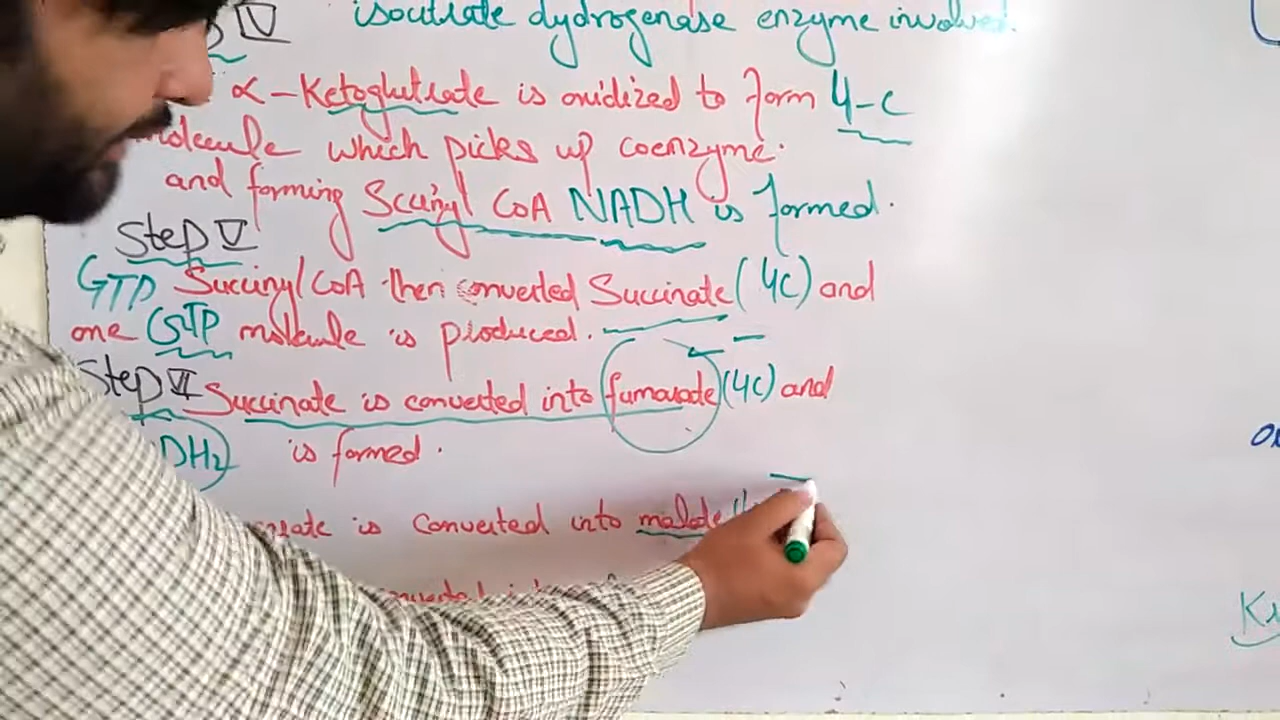 V isocitrate dydrogenase enzyme involved.
α-Ketoglutrate is oxidized to form 4-C
molecule which picks up coenzyme.
and forming Sccinyl CoA NADH is formed.
Step V
GTP Succinyl CoA then converted Succinate (4C) and
one GTP molecule is produced.
Step VI Succinate is converted into fumarate (4C) and
DH2 is formed.
is converted into malate